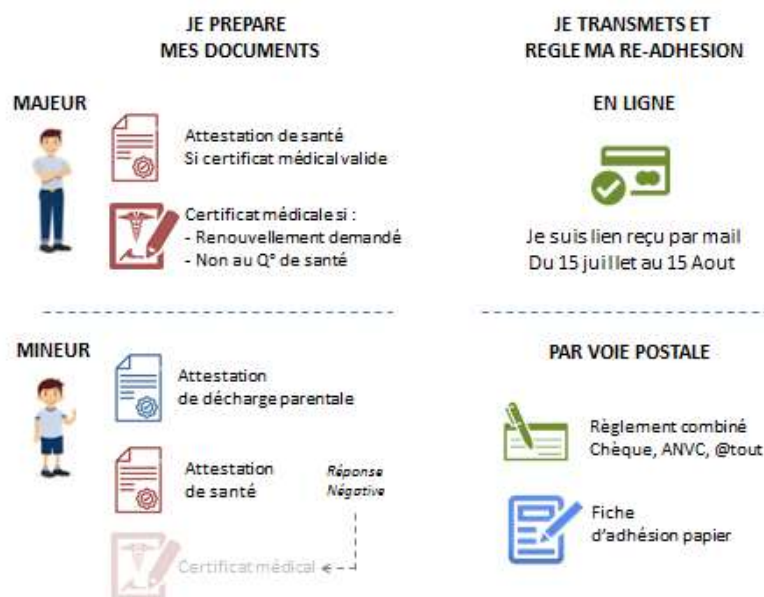 JE PREPARE
MES DOCUMENTS
MAJEUR
Attestation de santé
Si certificat médical valide
Certificat médicale si :
- Renouvellement demandé
- Non au Q° de santé
MINEUR
Attestation
de décharge parentale
Attestation
de santé
Réponse
Négative
Certificat médical
JE TRANSMETS ET
REGLE MA RE-ADHESION
EN LIGNE
Je suis lien reçu par mail
Du 15 juillet au 15 Aout
PAR VOIE POSTALE
Règlement combiné
Chèque, ANVC, @tout
Fiche
d'adhésion papier